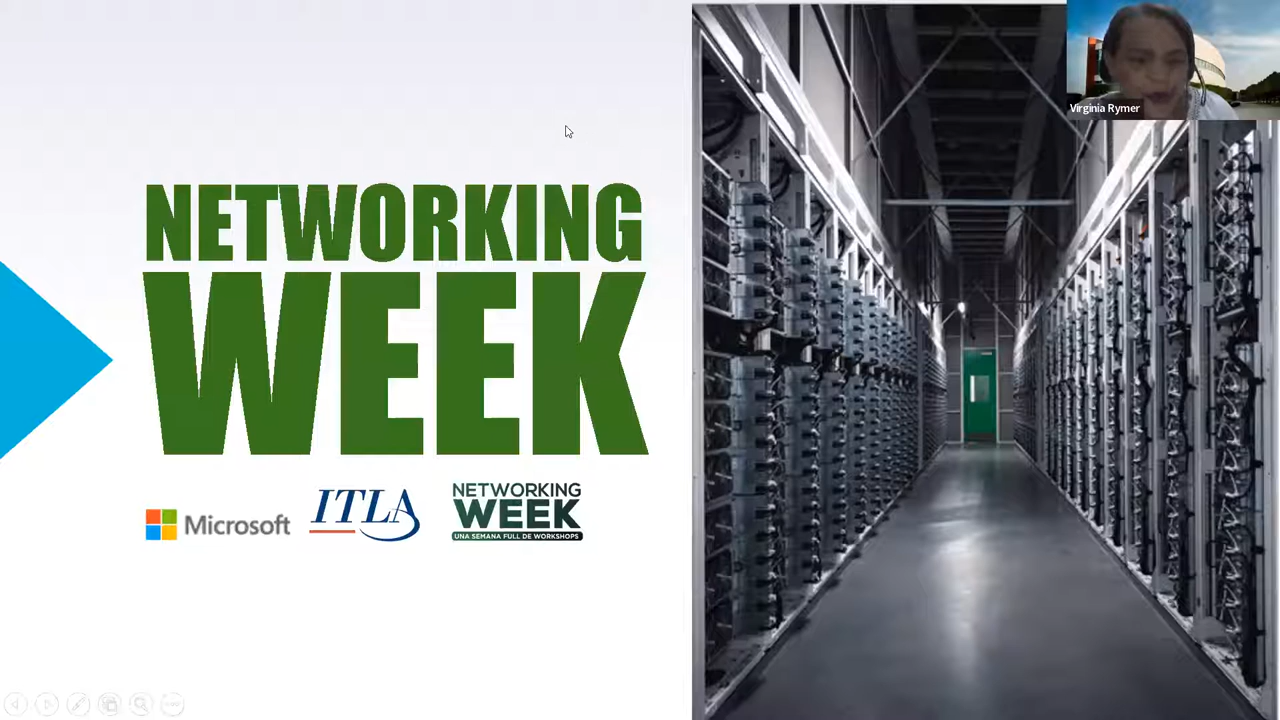 Virginia Rymer
NETWORKING
WEEK
Microsoft
ITLA
NETWORKING
WEEK
UNA SEMANA FULL DE WORKSHOPS